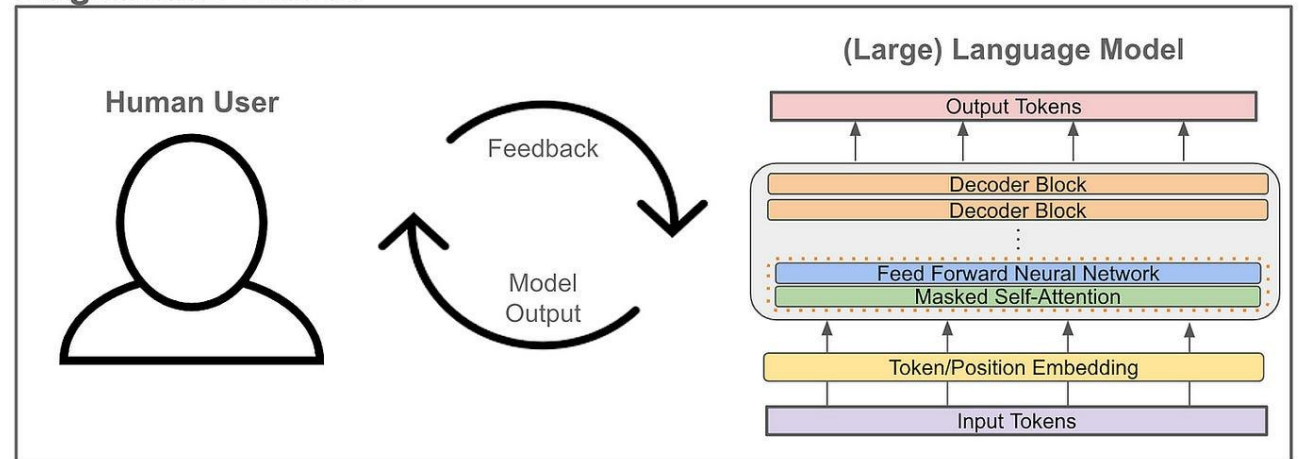 (Large) Language Model
Human User
Output Tokens
Feedback
Decoder Block
Decoder Block
Feed Forward Neural Network
Model
Output
Masked Self-Attention
Token/Position Embedding
Input Tokens